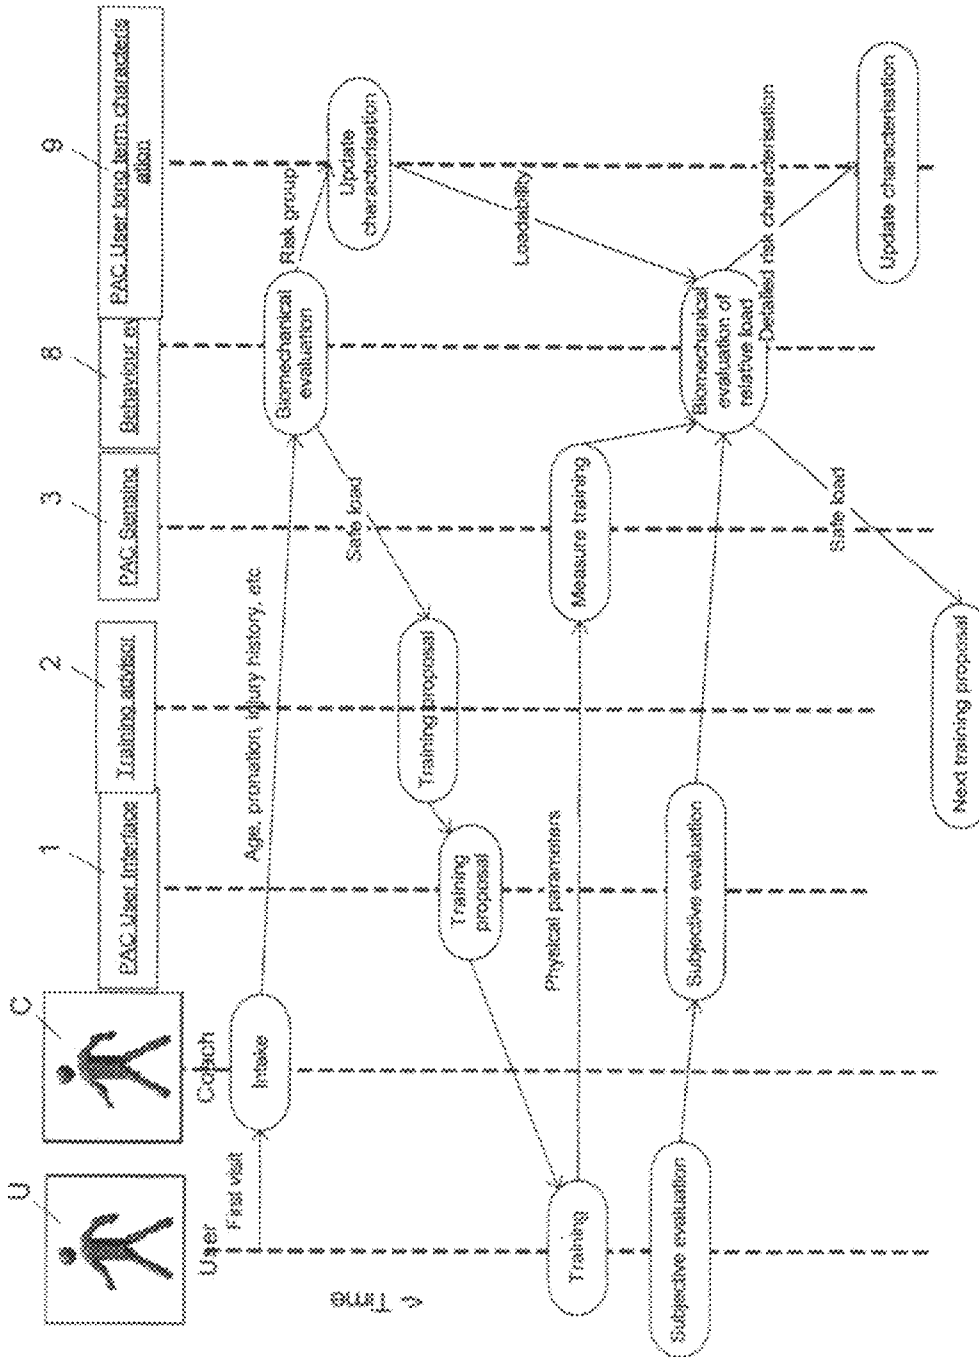 U
C
1
2
3
8
9
PAC User Interface
Training advisor
PAC Sensing
Behaviour ev
PAC User long term characteris
ation
User
Coach
< Time
First visit
Intake
Age, pronation, injury history, etc
Biomechanical
evaluation
Risk group
Update
characterisation
Safe load
Training proposal
Training
proposal
Loadability
Training
Physical parameters
Measure training
Subjective evaluation
Subjective evaluation
Biomechanical
evaluation of
relative load
Detailed risk characterisation
Update characterisation
Safe load
Next training proposal